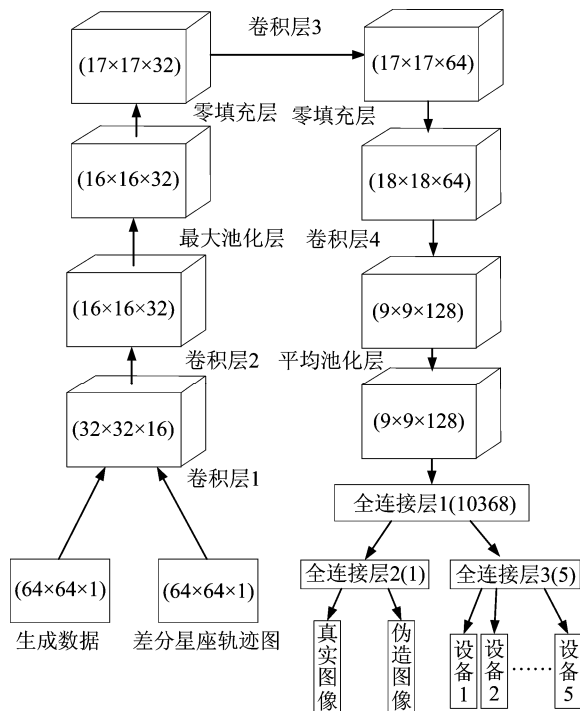 卷积层3
(17×17×32)
(17×17×64)
零填充层
零填充层
(16×16×32)
(18×18×64)
最大池化层
卷积层4
(16×16×32)
(9×9×128)
卷积层2
平均池化层
(32×32×16)
(9×9×128)
卷积层1
全连接层1(10368)
(64×64×1)
(64×64×1)
全连接层2(1)
全连接层3(5)
生成数据
差分星座轨迹图
真实图像
伪造图像
设备1
设备2
……
设备5